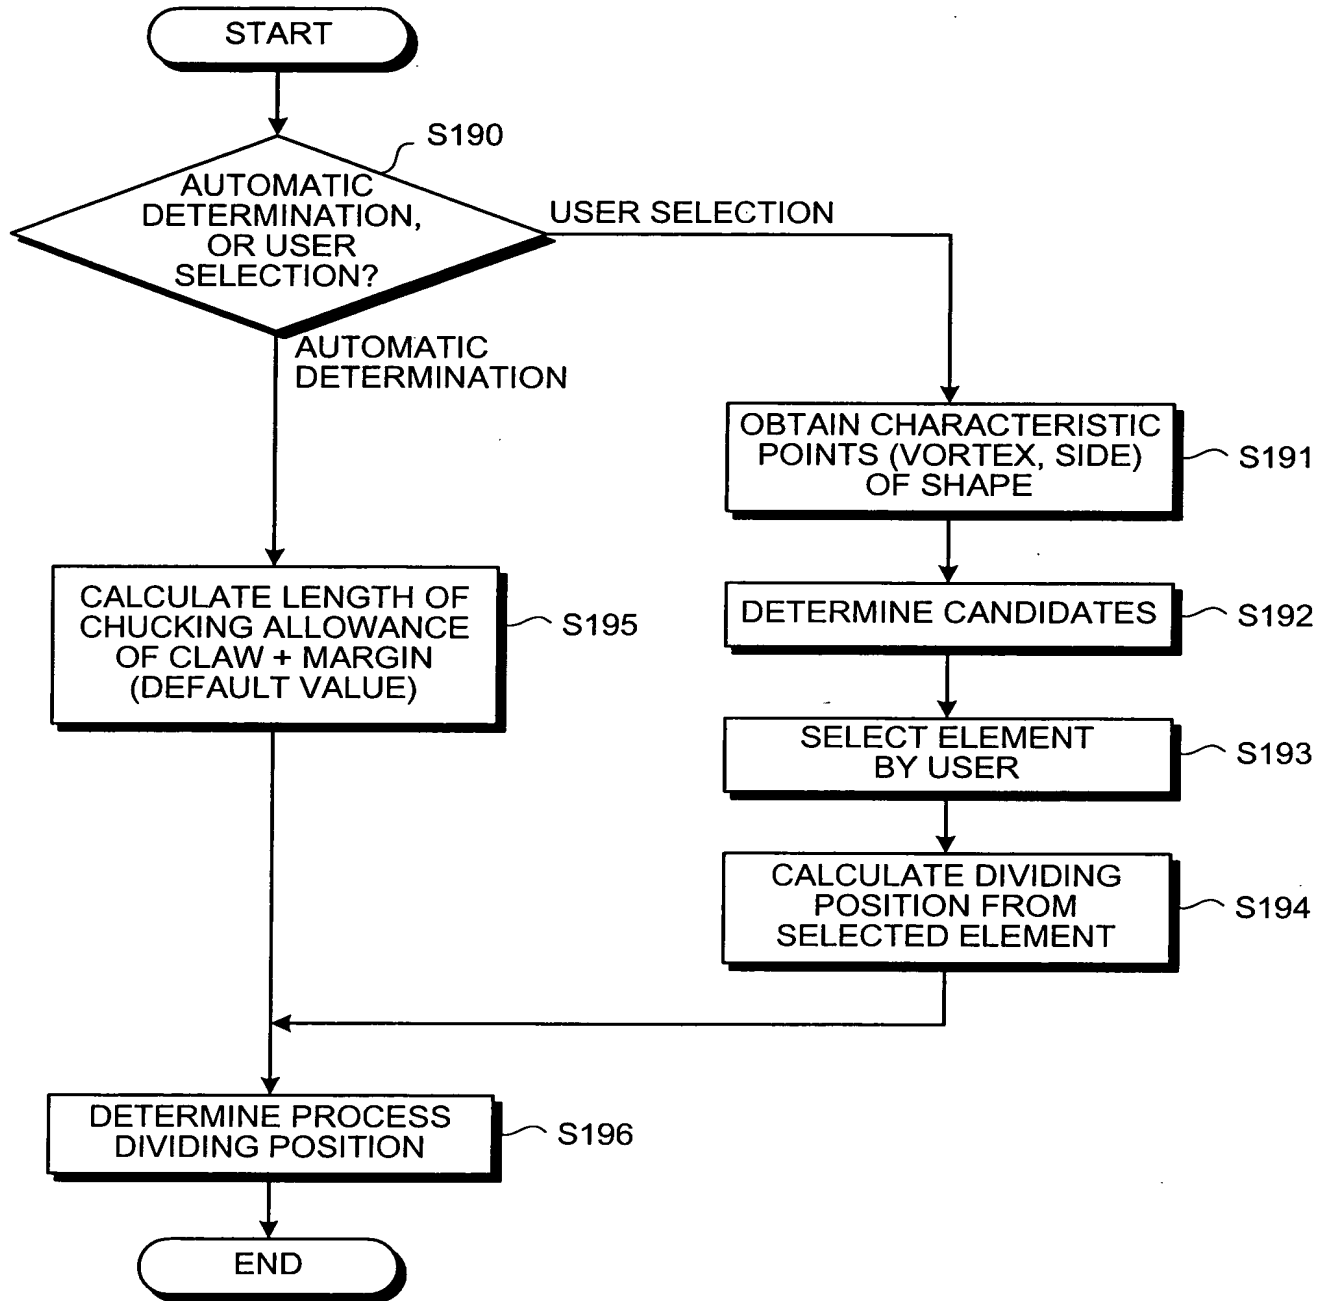 START
S190
AUTOMATIC
DETERMINATION,
OR USER
SELECTION?
USER SELECTION
AUTOMATIC
DETERMINATION
OBTAIN CHARACTERISTIC
POINTS (VORTEX, SIDE)
OF SHAPE
S191
DETERMINE CANDIDATES
S192
SELECT ELEMENT
BY USER
S193
CALCULATE DIVIDING
POSITION FROM
SELECTED ELEMENT
S194
CALCULATE LENGTH OF
CHUCKING ALLOWANCE
OF CLAW + MARGIN
(DEFAULT VALUE)
S195
DETERMINE PROCESS
DIVIDING POSITION
S196
END